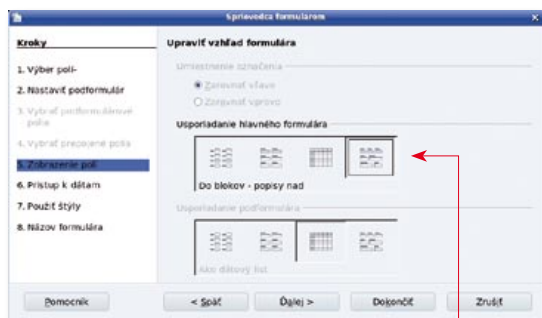 Sprievodca formulárom
Kroky
1. Výber polí-
2. Nastaviť podformulár
3. Vybrať podformulárové
polia
4. Vybrať prepojené polia
5. Zobrazenie polí
6. Prístup k dátam
7. Použiť štýly
8. Názov formulára
Upraviť vzhľad formulára
Umiestnenie označenia
Zarovnať vľavo
Zarovnať vpravo
Usporiadanie hlavného formulára
Do blokov - popisy nad
Usporiadanie podformulára
Ako dátový list
Pomocník
< Späť
Ďalej >
Dokončiť
Zrušiť